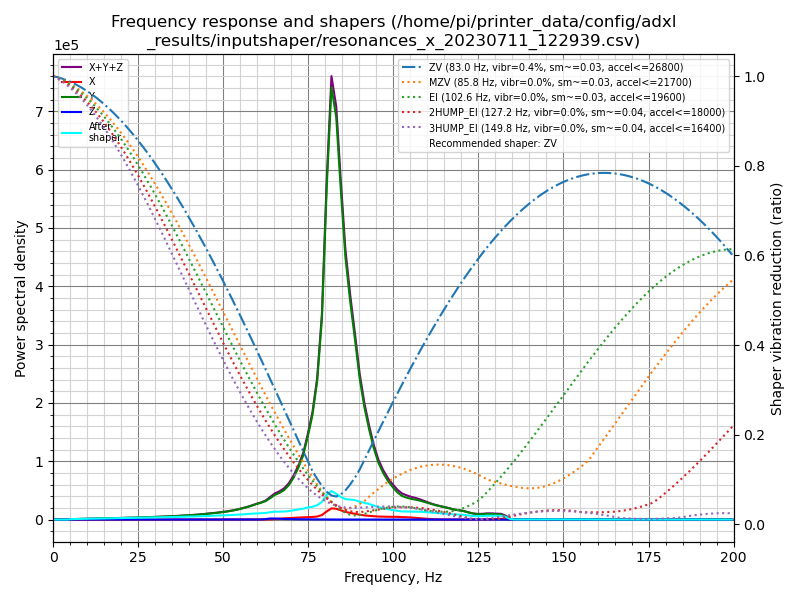 Frequency response and shapers (/home/pi/printer_data/config/adxl
_results/inputshaper/resonances_x_20230711_122939.csv)
1e5
X+Y+Z
X
Y
Z
After
shaper
ZV (83.0 Hz, vibr=0.4%, sm~=0.03, accel<=26800)
MZV (85.8 Hz, vibr=0.0%, sm~=0.03, accel<=21700)
EI (102.6 Hz, vibr=0.0%, sm~=0.03, accel<=19600)
2HUMP_EI (127.2 Hz, vibr=0.0%, sm~=0.04, accel<=18000)
3HUMP_EI (149.8 Hz, vibr=0.0%, sm~=0.04, accel<=16400)
Recommended shaper: ZV
Power spectral density
7
6
5
4
3
2
1
0
1.0
0.8
0.6
0.4
0.2
0.0
Shaper vibration reduction (ratio)
0 25 50 75 100 125 150 175 200
Frequency, Hz